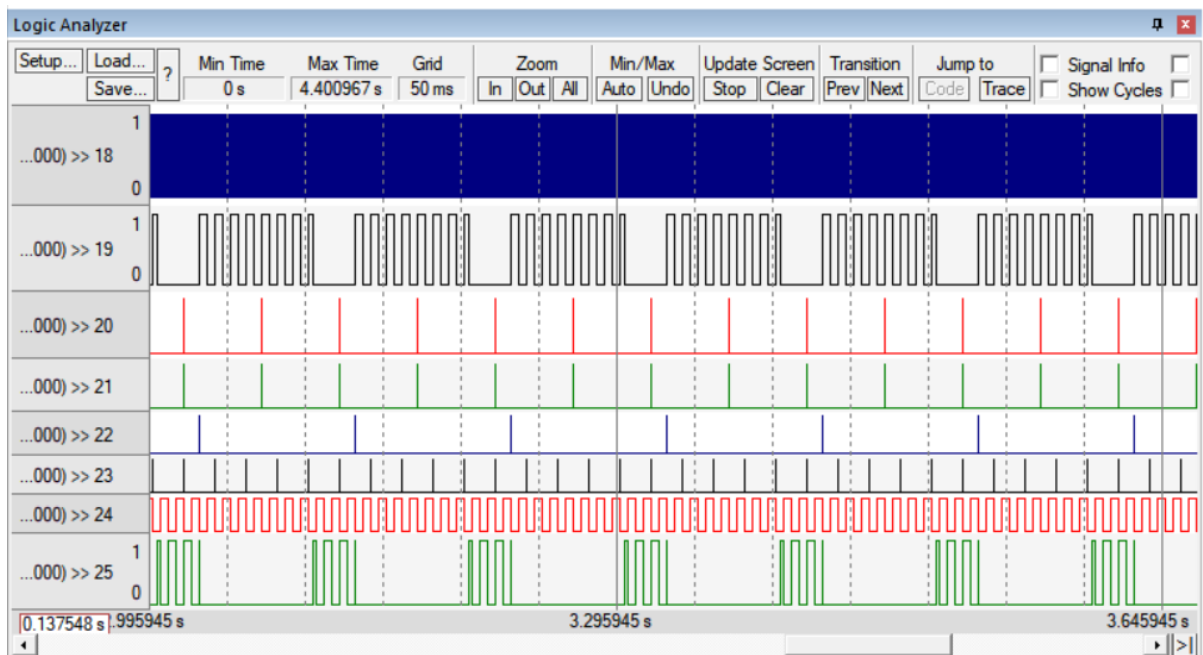 Logic Analyzer
Setup... Load... ? Min Time Max Time Grid Zoom Min/Max Update Screen Transition Jump to Signal Info
Save... 0 s 4.400967 s 50 ms In Out All Auto Undo Stop Clear Prev Next Code Trace Show Cycles
1
...000) >> 18
0
1
...000) >> 19
0
...000) >> 20
...000) >> 21
...000) >> 22
...000) >> 23
...000) >> 24
1
...000) >> 25
0
0.137548 s .995945 s 3.295945 s 3.645945 s